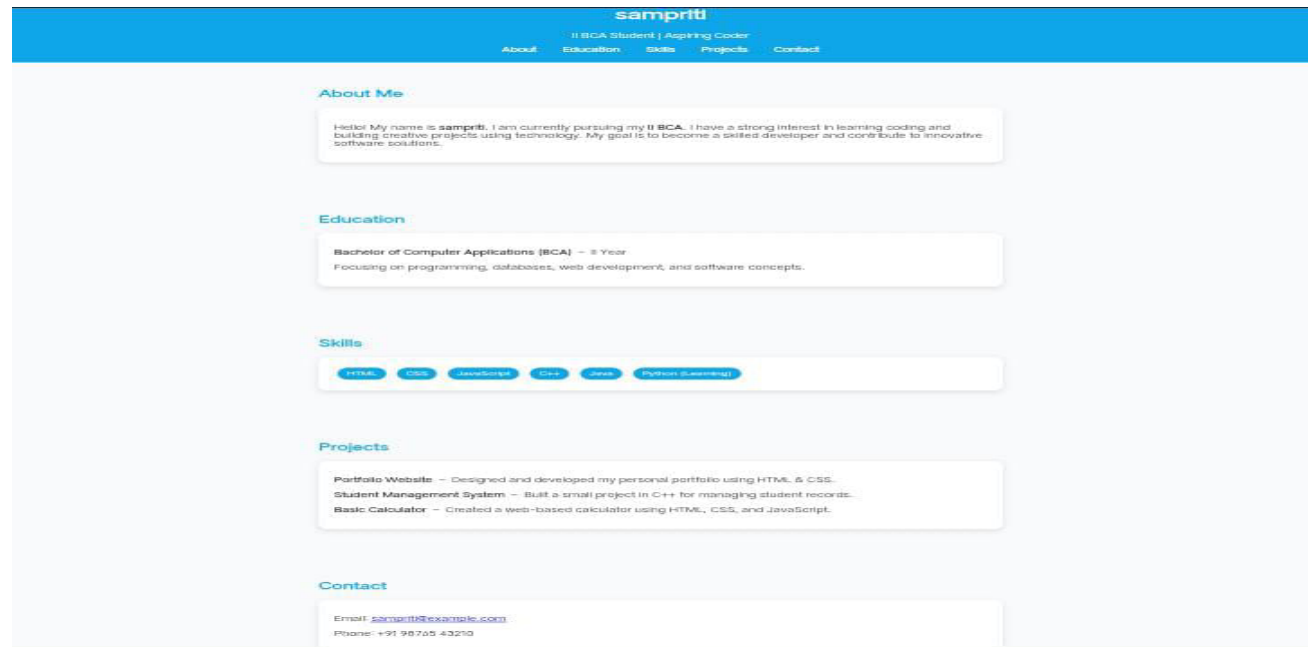 sampriti
II BCA Student | Aspiring Coder
About Education Skills Projects Contact
About Me
Hello! My name is sampriti. I am currently pursuing my II BCA. I have a strong interest in learning coding and
building creative projects using technology. My goal is to become a skilled developer and contribute to innovative
software solutions.
Education
Bachelor of Computer Applications (BCA) – II Year
Focusing on programming, databases, web development, and software concepts.
Skills
HTML CSS JavaScript C++ Java Python (Learning)
Projects
Portfolio Website – Designed and developed my personal portfolio using HTML & CSS.
Student Management System – Built a small project in C++ for managing student records.
Basic Calculator – Created a web-based calculator using HTML, CSS, and JavaScript.
Contact
Email: sampriti@example.com
Phone: +91 98765 43210